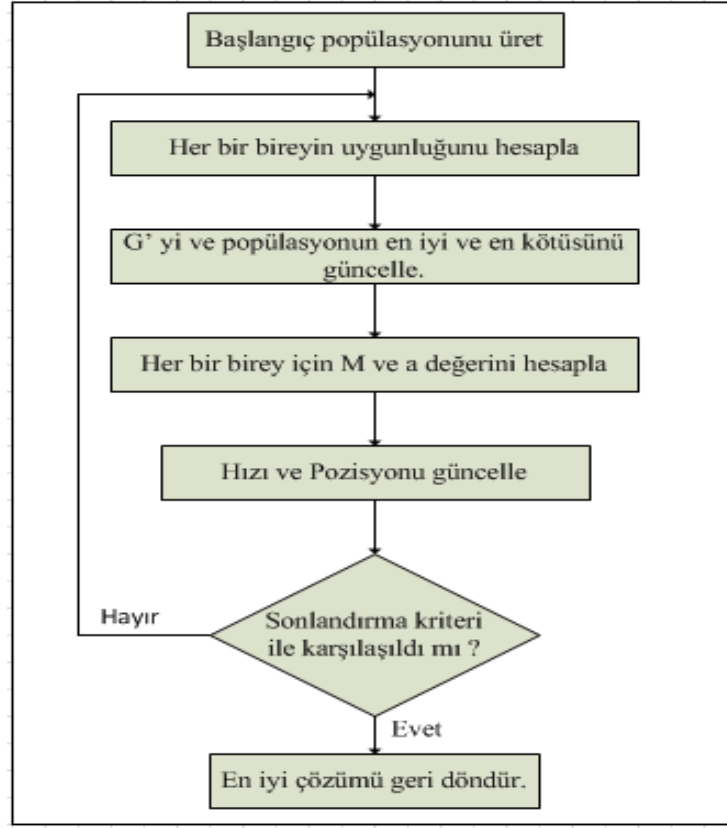 Başlangıç popülasyonunu üret
Her bir bireyin uygunluğunu hesapla
G' yi ve popülasyonun en iyi ve en kötüsünü
güncelle.
Her bir birey için M ve a değerini hesapla
Hızı ve Pozisyonu güncelle
Sonlandırma kriteri
ile karşılaşıldı mı ?
Hayır
Evet
En iyi çözümü geri döndür.